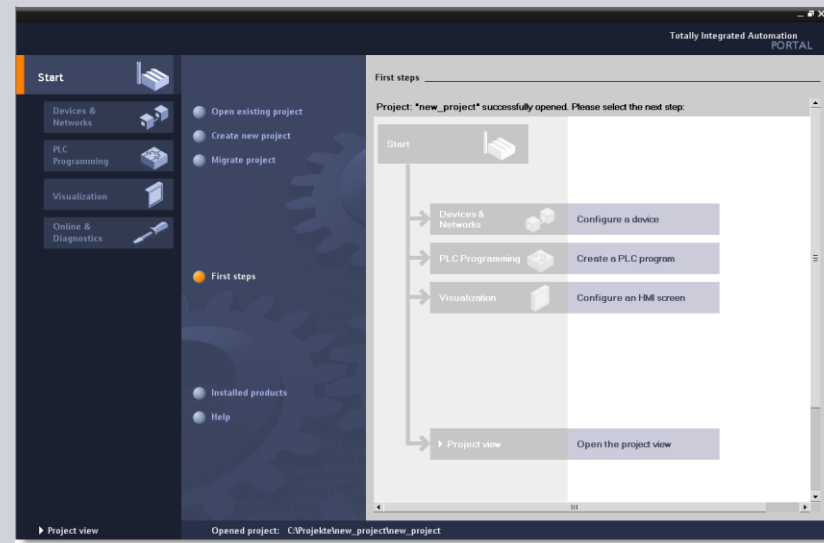 Totally Integrated Automation
PORTAL
Start
Devices &
Networks
PLC
Programming
Visualization
Online &
Diagnostics
Open existing project
Create new project
Migrate project
First steps
Installed products
Help
First steps
Project: "new_project" successfully opened. Please select the next step:
Start
Devices &
Networks
Configure a device
PLC Programming
Create a PLC program
Visualization
Configure an HMI screen
Project view
Open the project view
Project view
Opened project: C:\Projekte\new_project\new_project